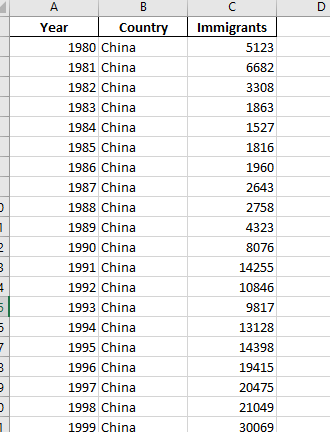 A B C D
Year Country Immigrants
1980 China 5123
1981 China 6682
1982 China 3308
1983 China 1863
1984 China 1527
1985 China 1816
1986 China 1960
1987 China 2643
1988 China 2758
1989 China 4323
1990 China 8076
1991 China 14255
1992 China 10846
1993 China 9817
1994 China 13128
1995 China 14398
1996 China 19415
1997 China 20475
1998 China 21049
1999 China 30069